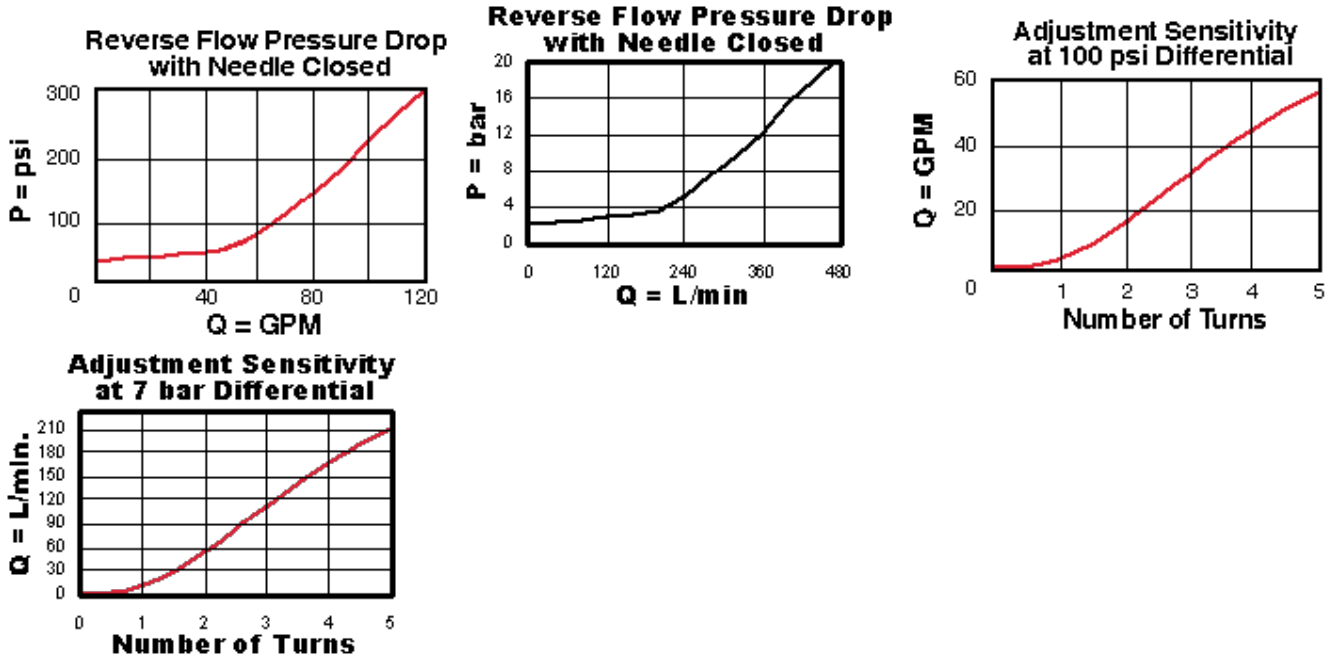 Reverse Flow Pressure Drop
with Needle Closed
300
200
100
0
40
80
120
P = psi
Q = GPM
Reverse Flow Pressure Drop
with Needle Closed
20
16
12
8
4
0
0
120
240
360
480
P = bar
Q = L/min
Adjustment Sensitivity
at 100 psi Differential
60
40
20
0
1
2
3
4
5
Q = GPM
Number of Turns
Adjustment Sensitivity
at 7 bar Differential
210
180
150
120
90
60
30
0
0
1
2
3
4
5
Q = L/min.
Number of Turns